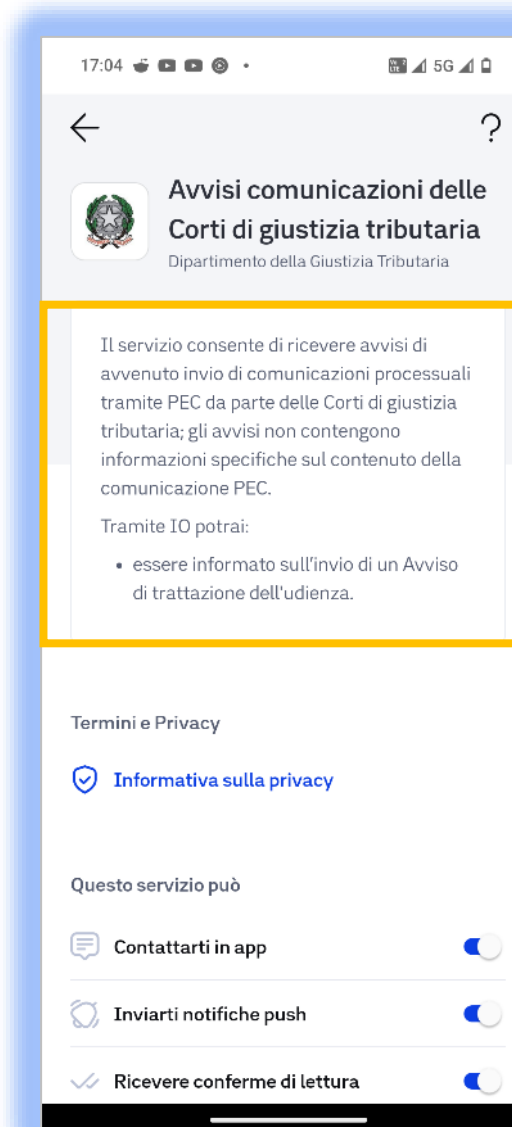 17:04
5G
?
Avvisi comunicazioni delle
Corti di giustizia tributaria
Dipartimento della Giustizia Tributaria
Il servizio consente di ricevere avvisi di
avvenuto invio di comunicazioni processuali
tramite PEC da parte delle Corti di giustizia
tributaria; gli avvisi non contengono
informazioni specifiche sul contenuto della
comunicazione PEC.
Tramite IO potrai:
• essere informato sull'invio di un Avviso
di trattazione dell'udienza.
Termini e Privacy
Informativa sulla privacy
Questo servizio può
Contattarti in app
Inviarti notifiche push
Ricevere conferme di lettura